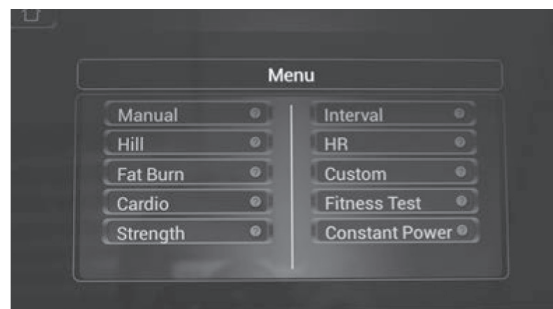 Menu
Manual
Hill
Fat Burn
Cardio
Strength
Interval
HR
Custom
Fitness Test
Constant Power